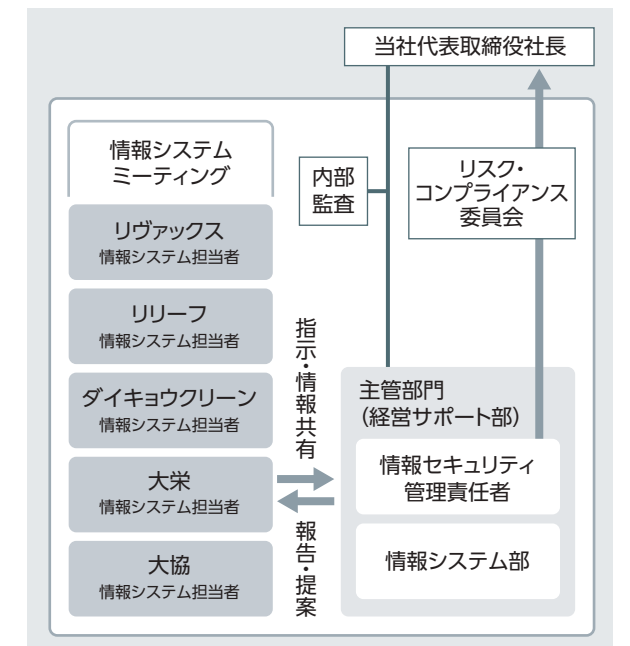 当社代表取締役社長
情報システム
ミーティング
内部
監査
リスク・
コンプライアンス
委員会
リヴァックス
情報システム担当者
リリーフ
情報システム担当者
ダイキョウクリーン
情報システム担当者
大栄
情報システム担当者
大協
情報システム担当者
指示・情報共有
報告・提案
主管部門
（経営サポート部）
情報セキュリティ
管理責任者
情報システム部